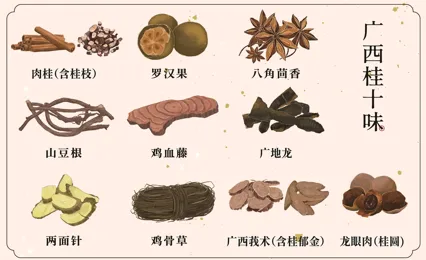 广西桂十味
肉桂(含桂枝)
罗汉果
八角茴香
山豆根
鸡血藤
广地龙
两面针
鸡骨草
广西莪术(含桂郁金)
龙眼肉(桂圆)